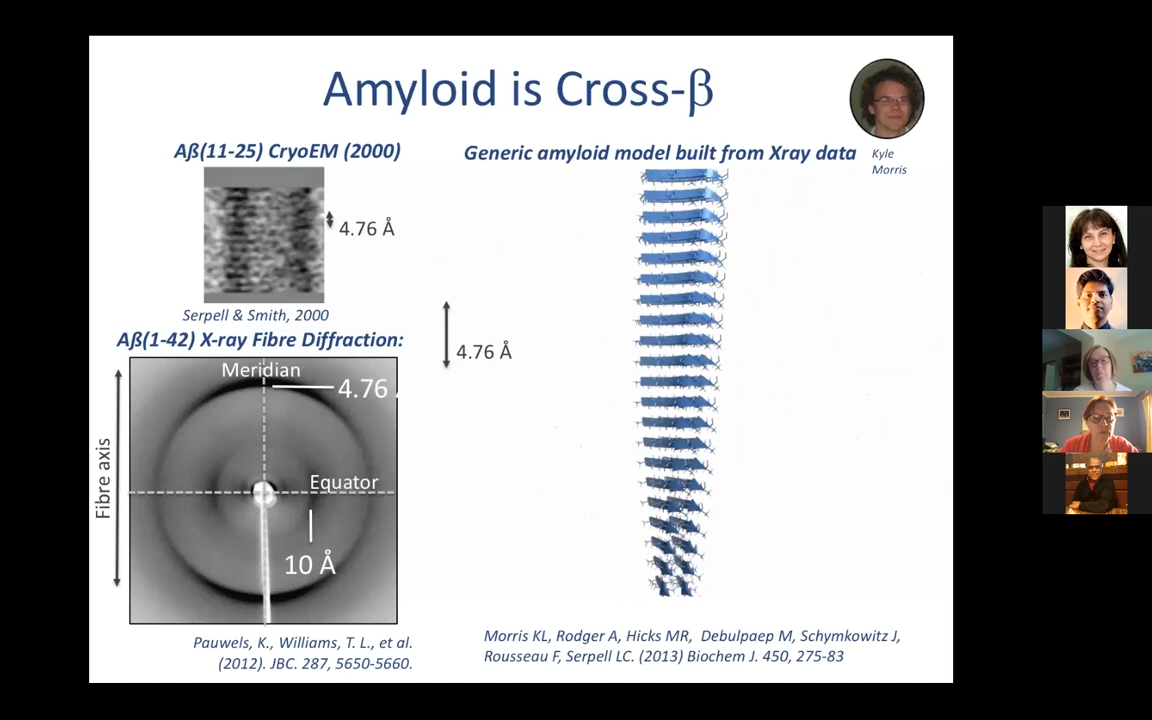 Amyloid is Cross-β
Aß(11-25) CryoEM (2000)
4.76 Å
Serpell & Smith, 2000
Aß(1-42) X-ray Fibre Diffraction:
Meridian
4.76
Equator
10 Å
Fibre axis
Pauwels, K., Williams, T. L., et al.
(2012). JBC. 287, 5650-5660.
Generic amyloid model built from Xray data
Kyle
Morris
4.76 Å
Morris KL, Rodger A, Hicks MR, Debulpaep M, Schymkowitz J,
Rousseau F, Serpell LC. (2013) Biochem J. 450, 275-83